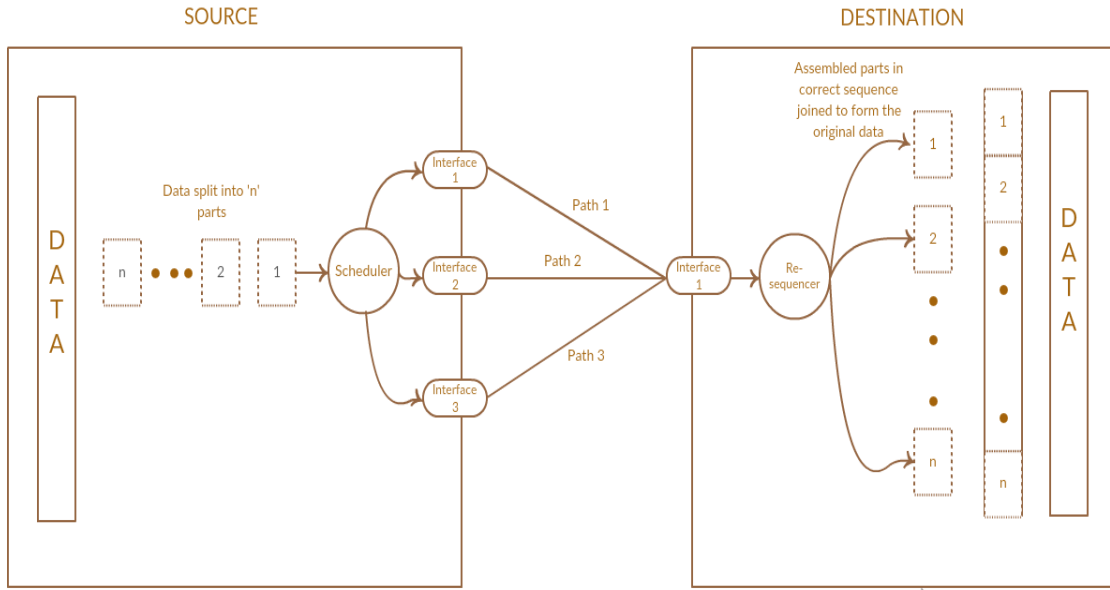 SOURCE
DESTINATION
D
A
T
A
Data split into 'n'
parts
n
2
1
Scheduler
Interface
1
Interface
2
Interface
3
Path 1
Path 2
Path 3
Interface
1
Re-
sequencer
Assembled parts in
correct sequence
joined to form the
original data
1
2
n
1
2
n
D
A
T
A